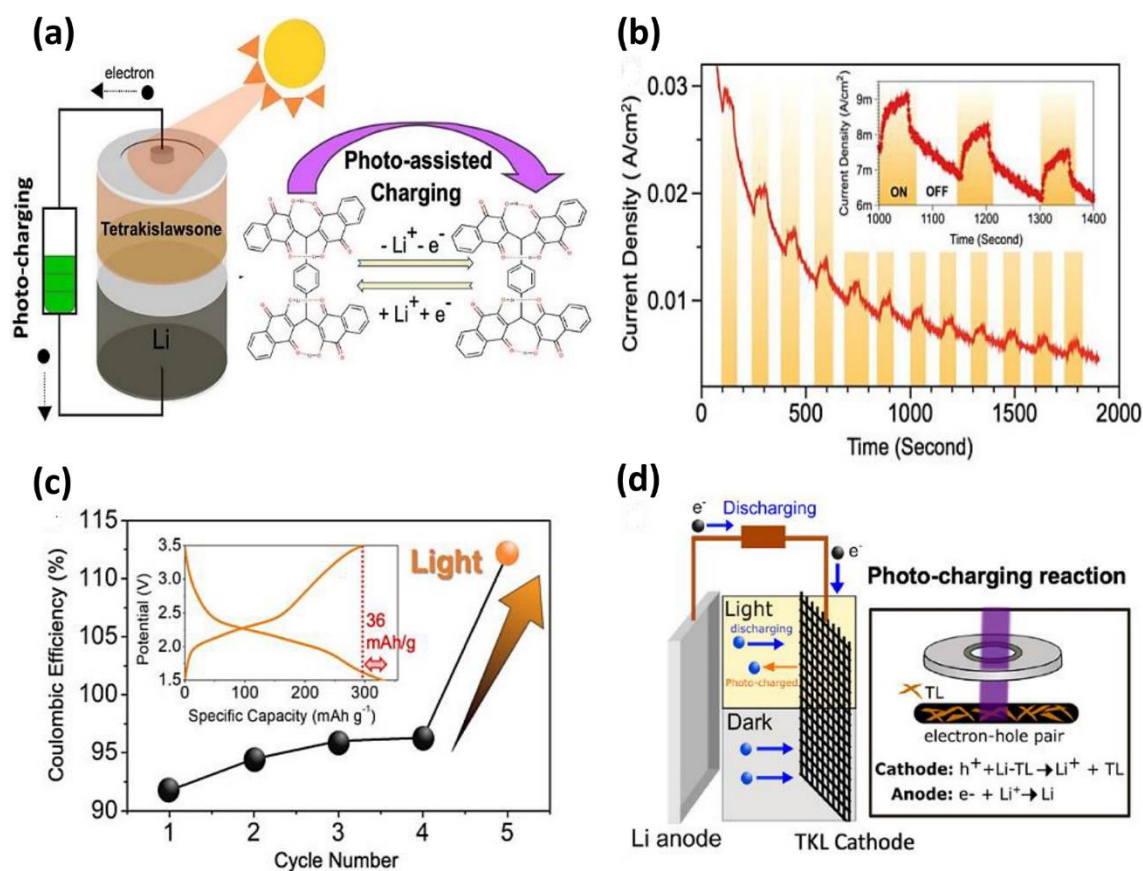 (a)
electron
Photo-charging
Tetrakislawsone
Li
Photo-assisted
Charging
- Li⁺- e⁻
+ Li⁺+ e⁻
(b)
Current Density ( A/cm²)
0.03
0.02
0.01
0
500
1000
1500
2000
Time (Second)
Current Density (A/cm²)
9m
8m
7m
6m
ON
OFF
1000
1100
1200
1300
1400
Time (Second)
(c)
Coulombic Efficiency (%)
115
110
105
100
95
90
1
2
3
4
5
Cycle Number
Potential (V)
3.5
3.0
2.5
2.0
1.5
0
100
200
300
Specific Capacity (mAh g⁻¹)
36
mAh/g
Light
(d)
e⁻
Discharging
e⁻
Light
discharging
Photo-charged
Dark
Li anode
TKL Cathode
Photo-charging reaction
TL
electron-hole pair
Cathode: h⁺+Li-TL→Li⁺ + TL
Anode: e- + Li⁺→Li